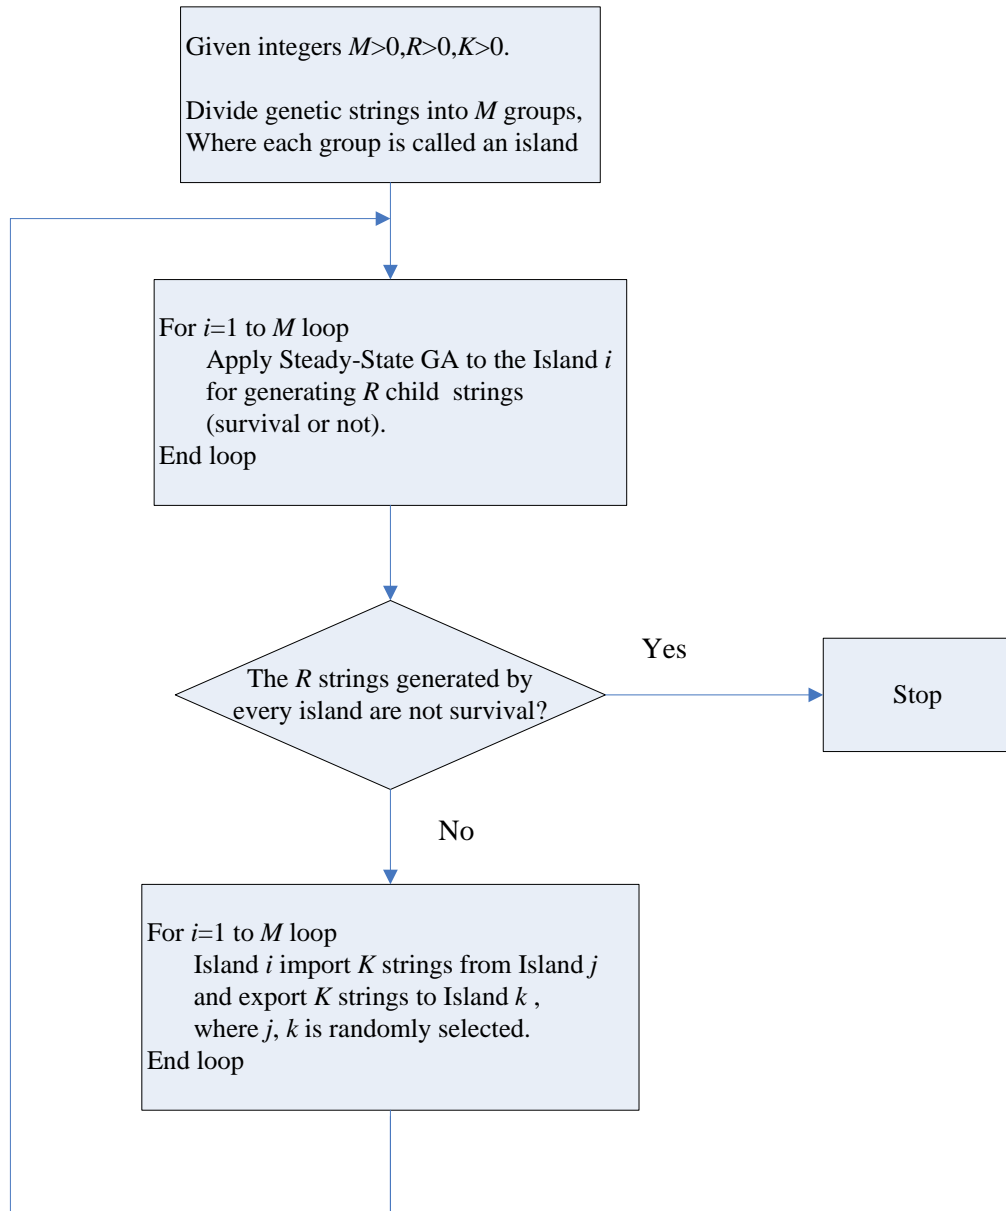 Given integers M>0,R>0,K>0.
Divide genetic strings into M groups,
Where each group is called an island
For i=1 to M loop
Apply Steady-State GA to the Island i
for generating R child strings
(survival or not).
End loop
The R strings generated by
every island are not survival?
Yes
Stop
No
For i=1 to M loop
Island i import K strings from Island j
and export K strings to Island k ,
where j, k is randomly selected.
End loop